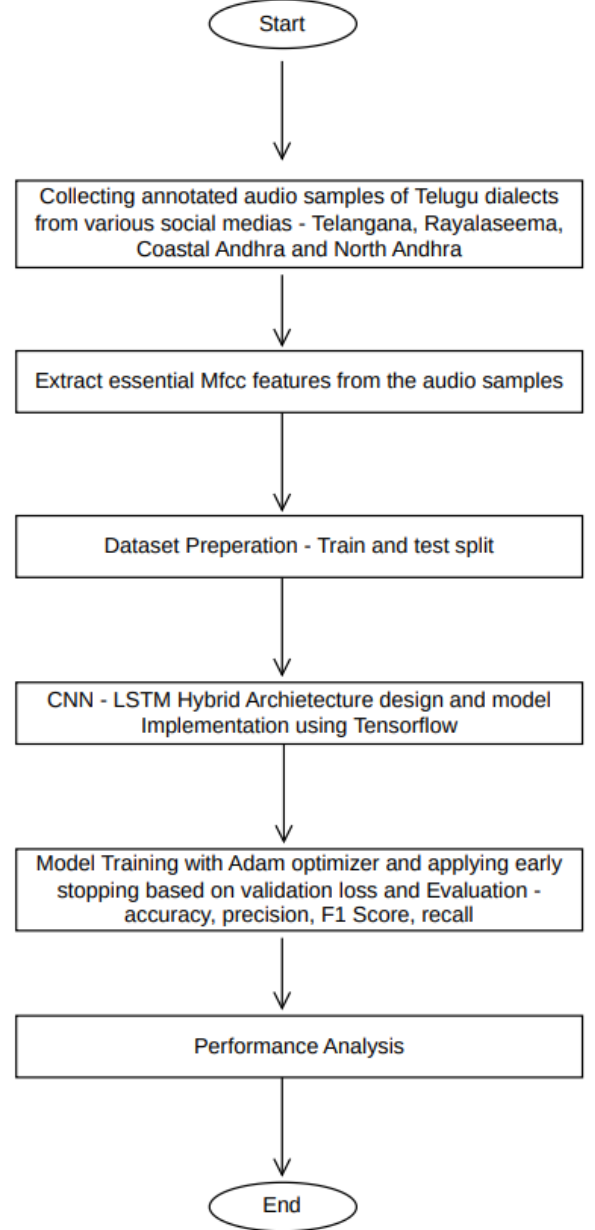 Start
Collecting annotated audio samples of Telugu dialects
from various social medias - Telangana, Rayalaseema,
Coastal Andhra and North Andhra
Extract essential Mfcc features from the audio samples
Dataset Preperation - Train and test split
CNN - LSTM Hybrid Archietecture design and model
Implementation using Tensorflow
Model Training with Adam optimizer and applying early
stopping based on validation loss and Evaluation -
accuracy, precision, F1 Score, recall
Performance Analysis
End